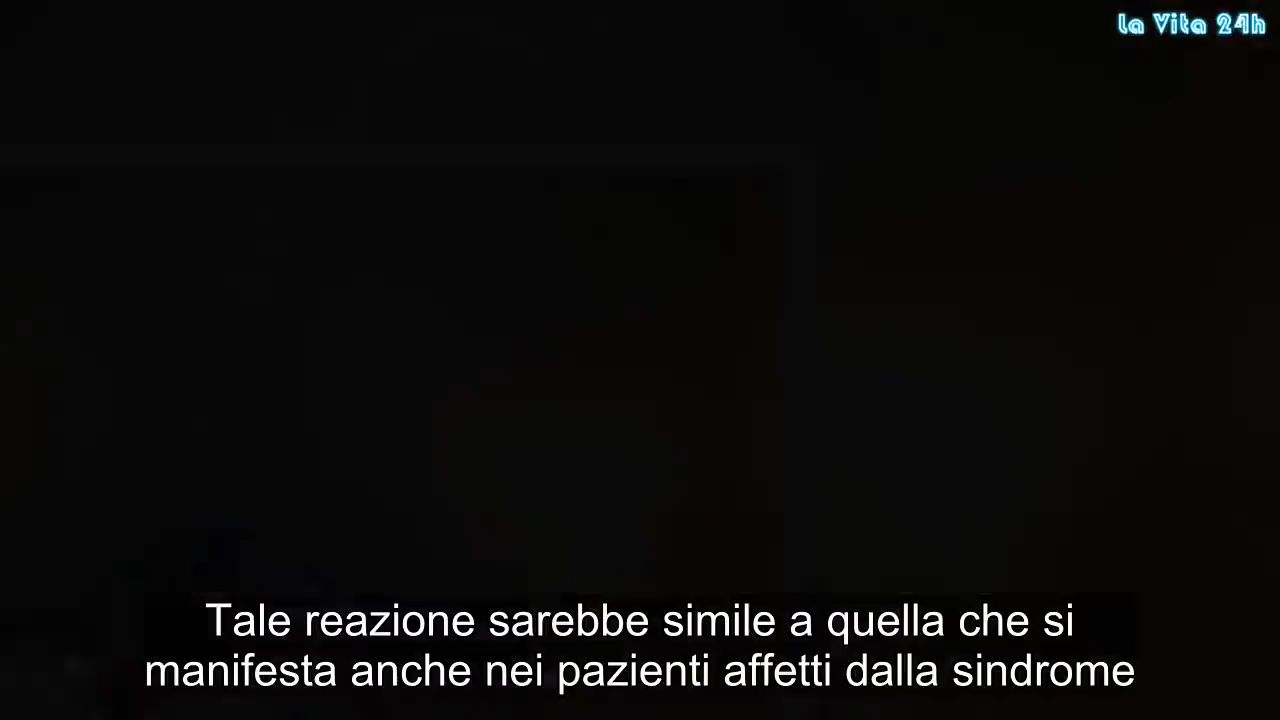 La Vita 24h
Tale reazione sarebbe simile a quella che si
manifesta anche nei pazienti affetti dalla sindrome